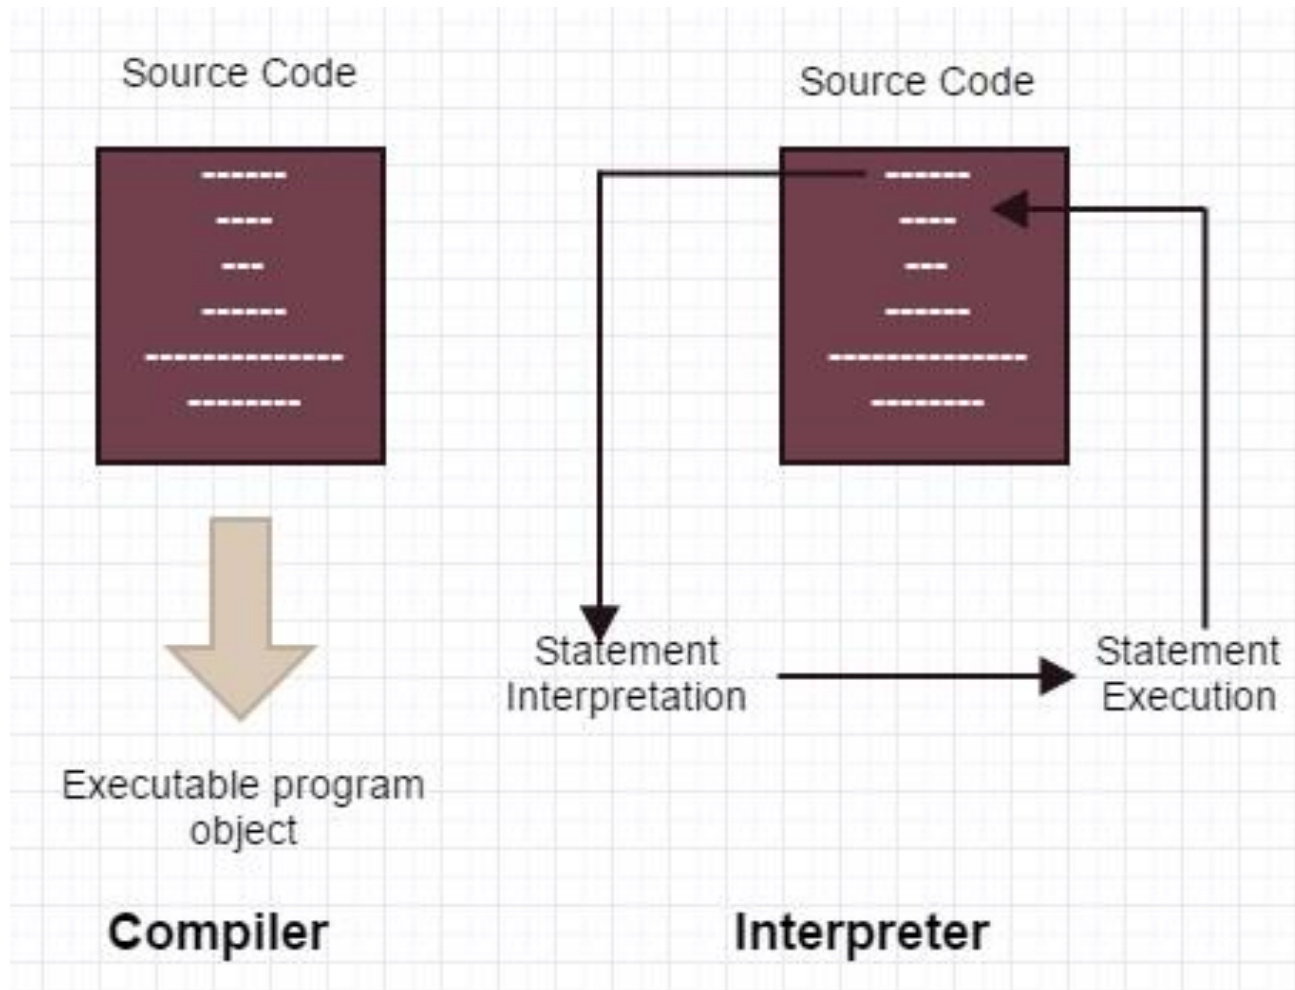 Source Code
------
----
---
------
--------------
--------
Executable program
object
Compiler
Source Code
------
----
---
------
--------------
--------
Statement
Interpretation
Statement
Execution
Interpreter